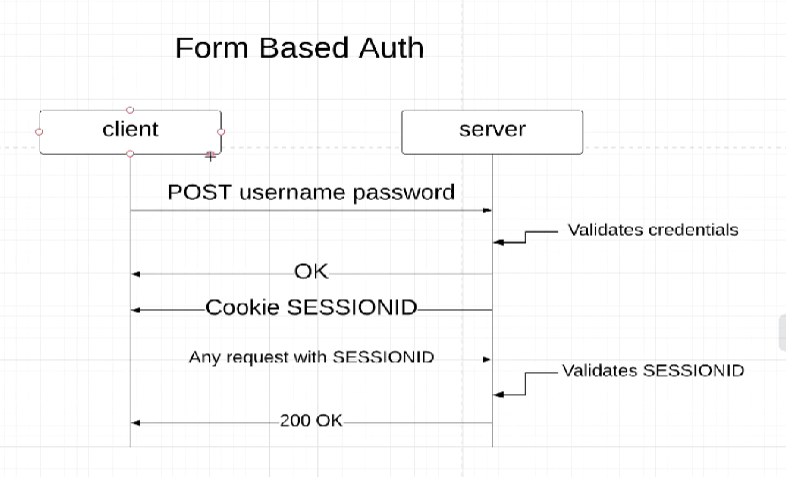 Form Based Auth
client
server
POST username password
Validates credentials
OK
Cookie SESSIONID
Any request with SESSIONID
Validates SESSIONID
200 OK